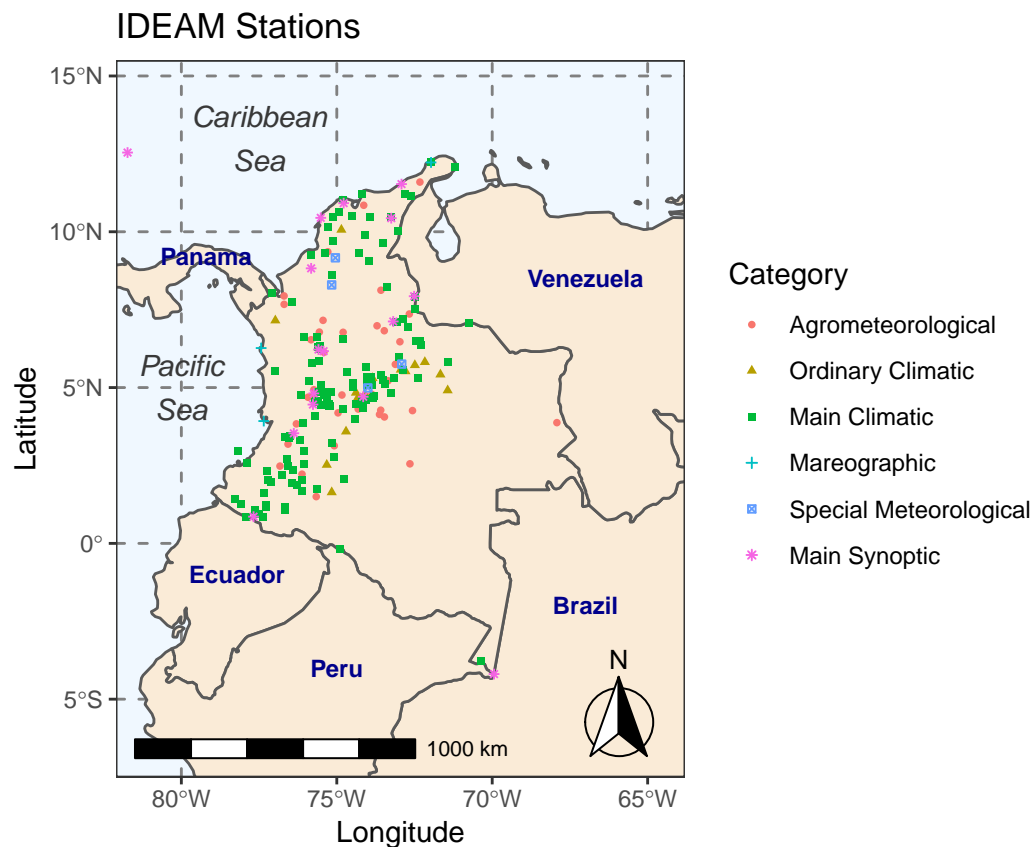 IDEAM Stations
15°N
10°N
5°N
0°
5°S
80°W
75°W
70°W
65°W
Latitude
Longitude
Caribbean
Sea
Panama
Venezuela
Pacific
Sea
Ecuador
Brazil
Peru
N
1000 km
Category
Agrometeorological
Ordinary Climatic
Main Climatic
Mareographic
Special Meteorological
Main Synoptic